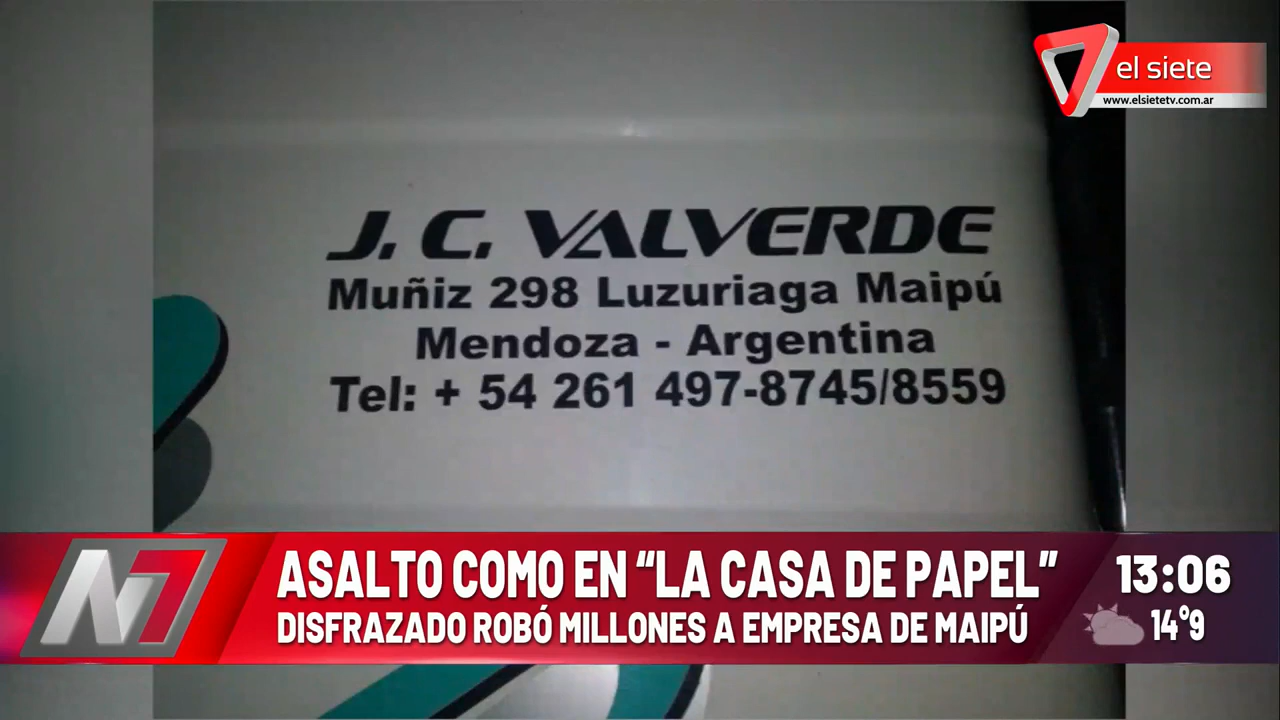 el siete
www.elsietetv.com.ar
J. C. VALVERDE
Muñiz 298 Luzuriaga Maipú
Mendoza - Argentina
Tel: + 54 261 497-8745/8559
N7
ASALTO COMO EN “LA CASA DE PAPEL”
DISFRAZADO ROBÓ MILLONES A EMPRESA DE MAIPÚ
13:06
14°9